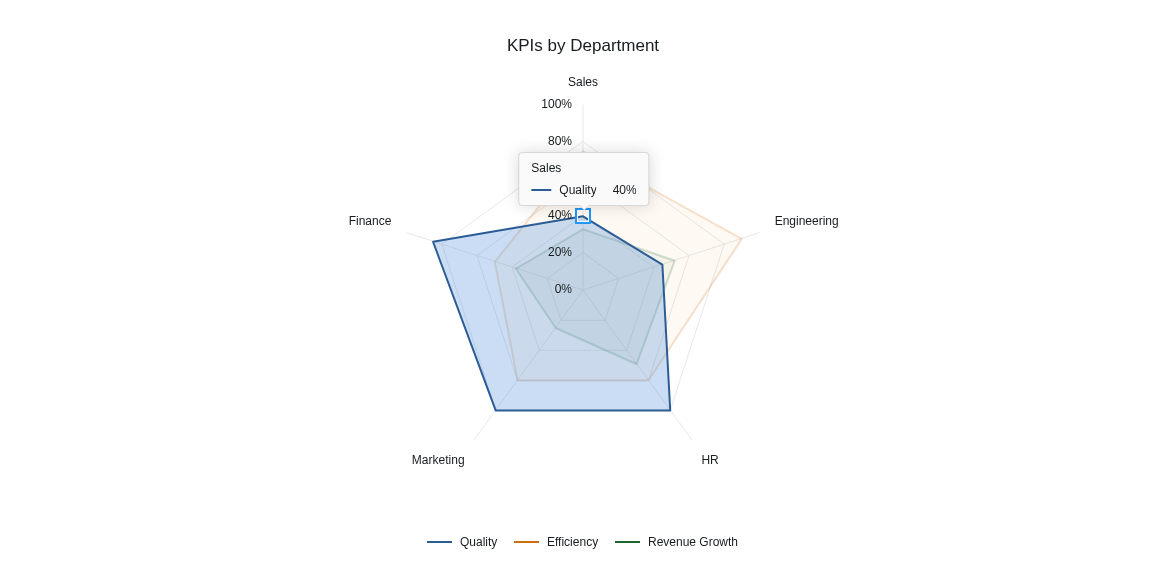 KPIs by Department
Sales
100%
80%
Sales
Quality 40%
40%
Finance
Engineering
20%
0%
Marketing
HR
Quality Efficiency Revenue Growth